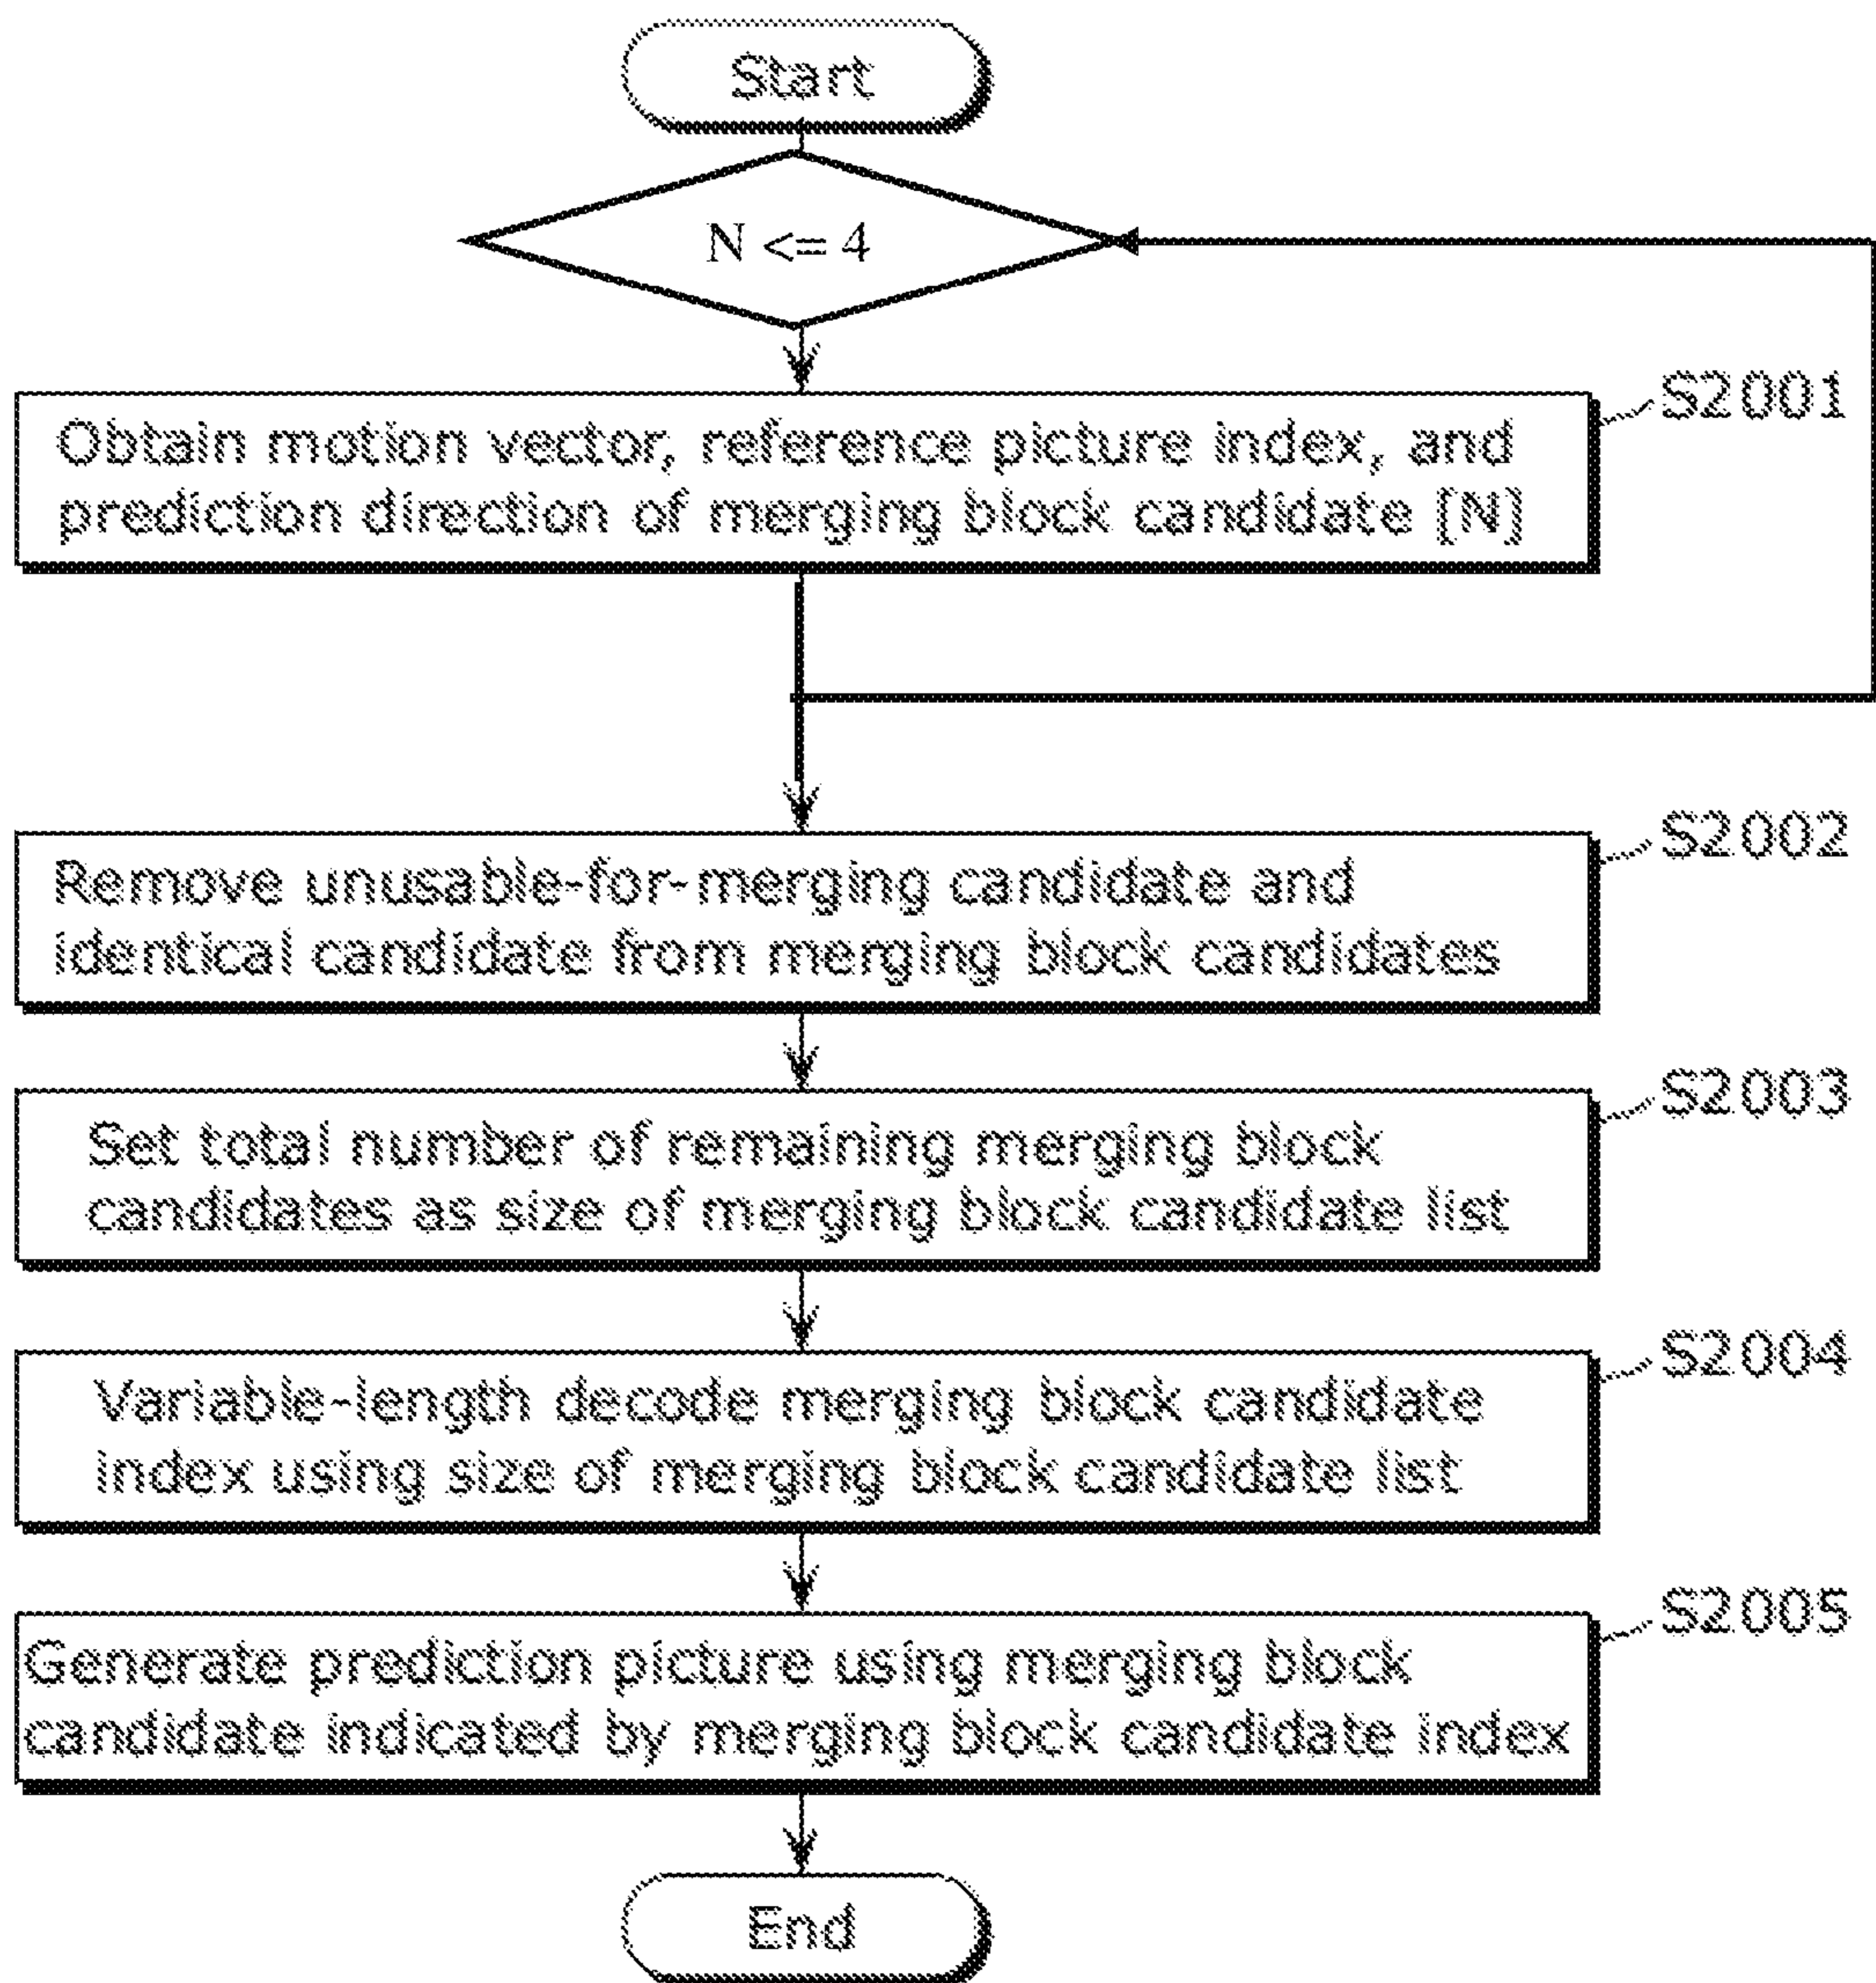 Start
N <= 4
S2001
Obtain motion vector, reference picture index, and
prediction direction of merging block candidate [N]
S2002
Remove unusable-for-merging candidate and
identical candidate from merging block candidates
S2003
Set total number of remaining merging block
candidates as size of merging block candidate list
S2004
Variable-length decode merging block candidate
index using size of merging block candidate list
S2005
Generate prediction picture using merging block
candidate indicated by merging block candidate index
End